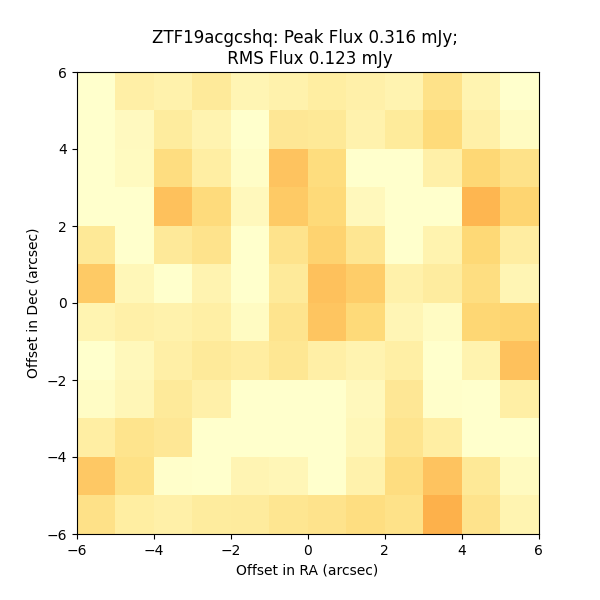 ZTF19acgcshq: Peak Flux 0.316 mJy;
RMS Flux 0.123 mJy
6
4
2
0
−2
−4
−6
Offset in Dec (arcsec)
−6 −4 −2 0 2 4 6
Offset in RA (arcsec)